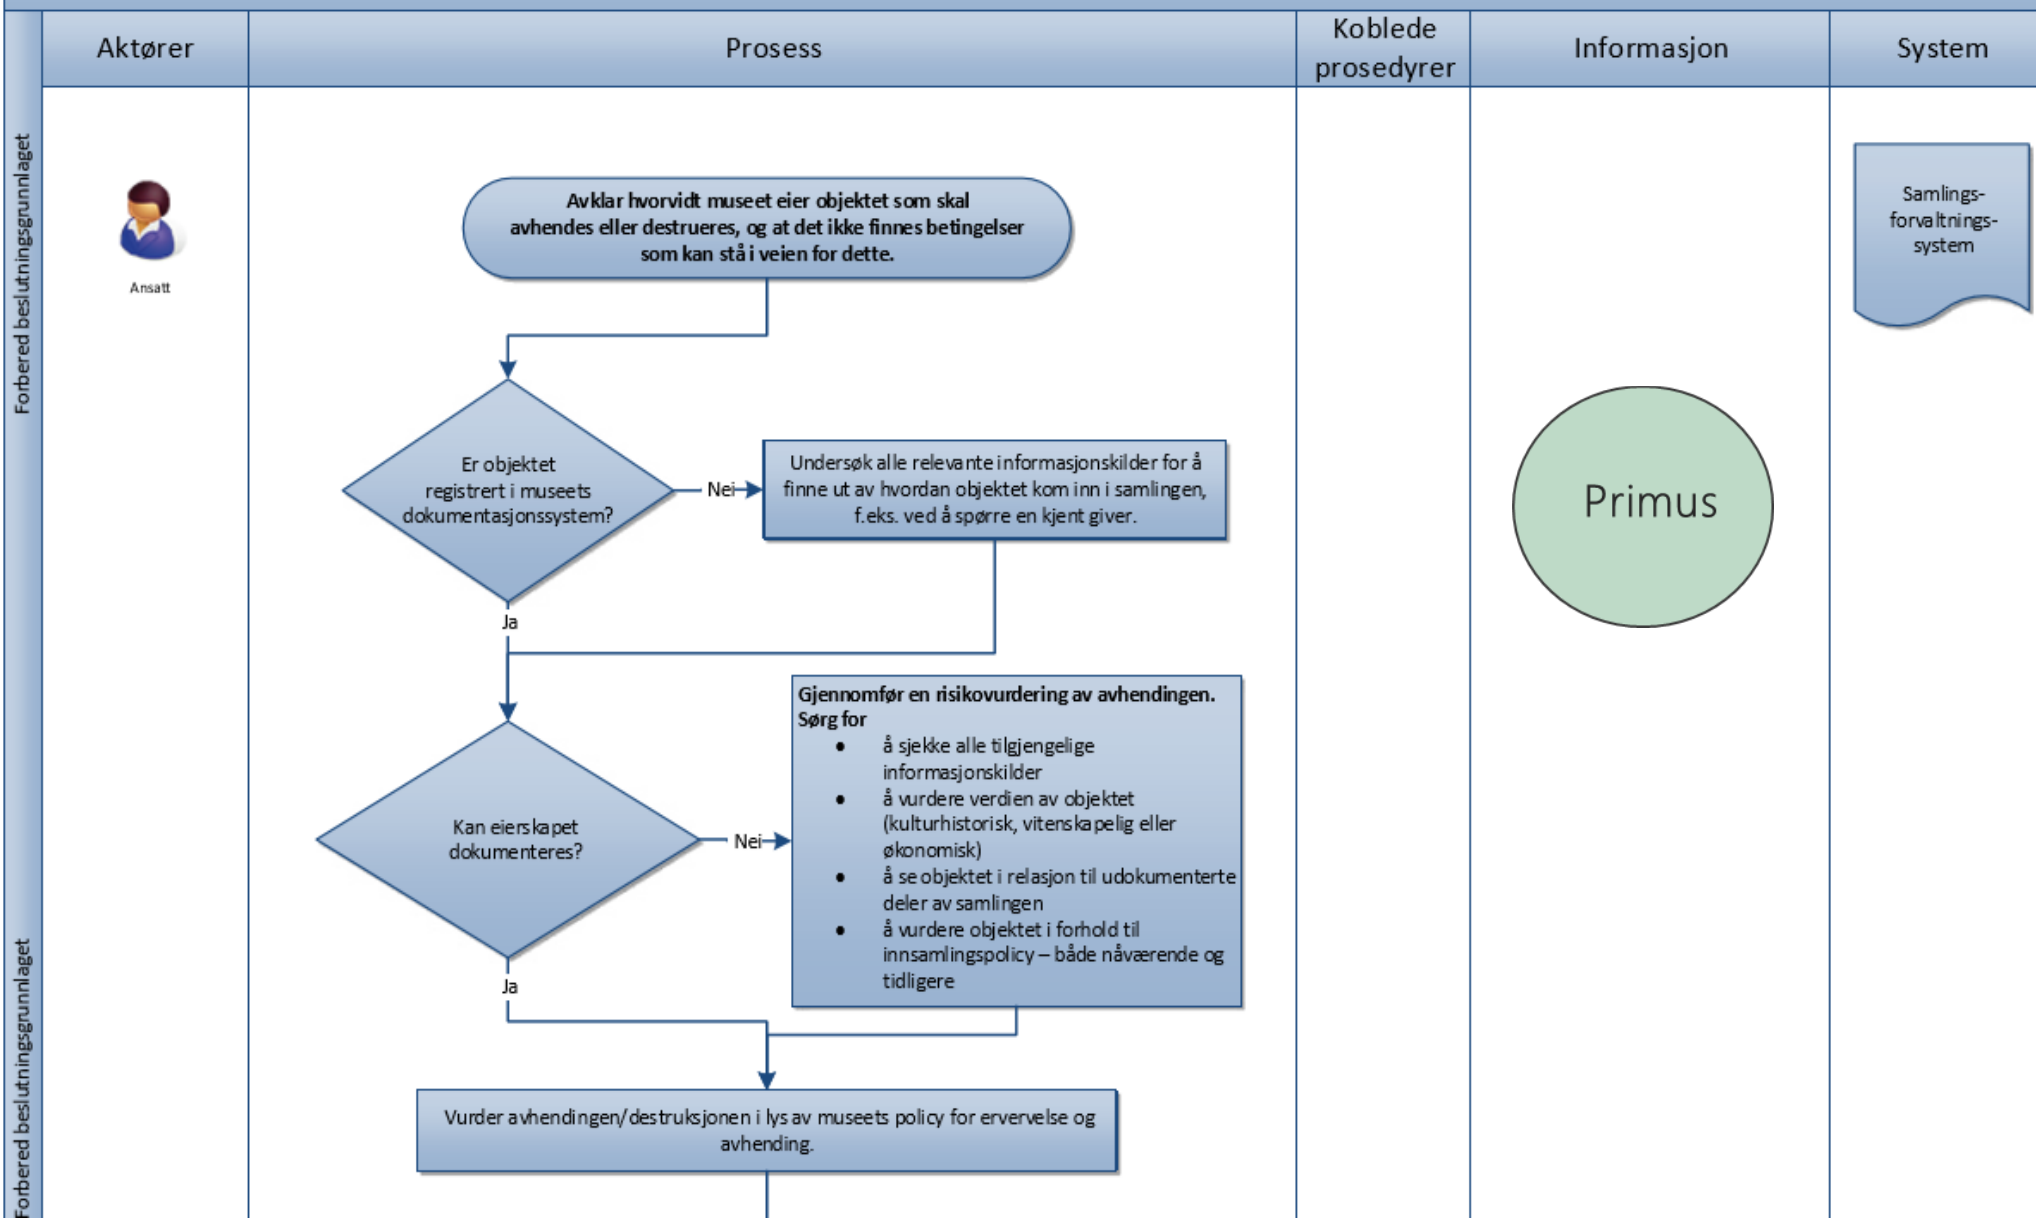 Aktører
Prosess
Koblede
prosedyrer
Informasjon
System
Forbered beslutningsgrunnlaget
Ansatt
Avklar hvorvidt museet eier objektet som skal
avhendes eller destrueres, og at det ikke finnes betingelser
som kan stå i veien for dette.
Samlings-
forvaltnings-
system
Er objektet
registrert i museets
dokumentasjonssystem?
Nei
Undersøk alle relevante informasjonskilder for å
finne ut av hvordan objektet kom inn i samlingen,
f.eks. ved å spørre en kjent giver.
Primus
Ja
Kan eierskapet
dokumenteres?
Nei
Gjennomfør en risikovurdering av avhendingen.
Sørg for
• å sjekke alle tilgjengelige
informasjonskilder
• å vurdere verdien av objektet
(kulturhistorisk, vitenskapelig eller
økonomisk)
• å se objektet i relasjon til udokumenterte
deler av samlingen
• å vurdere objektet i forhold til
innsamlingspolicy – både nåværende og
tidligere
Ja
Forbered beslutningsgrunnlaget
Vurder avhendingen/destruksjonen i lys av museets policy for ervervelse og
avhending.